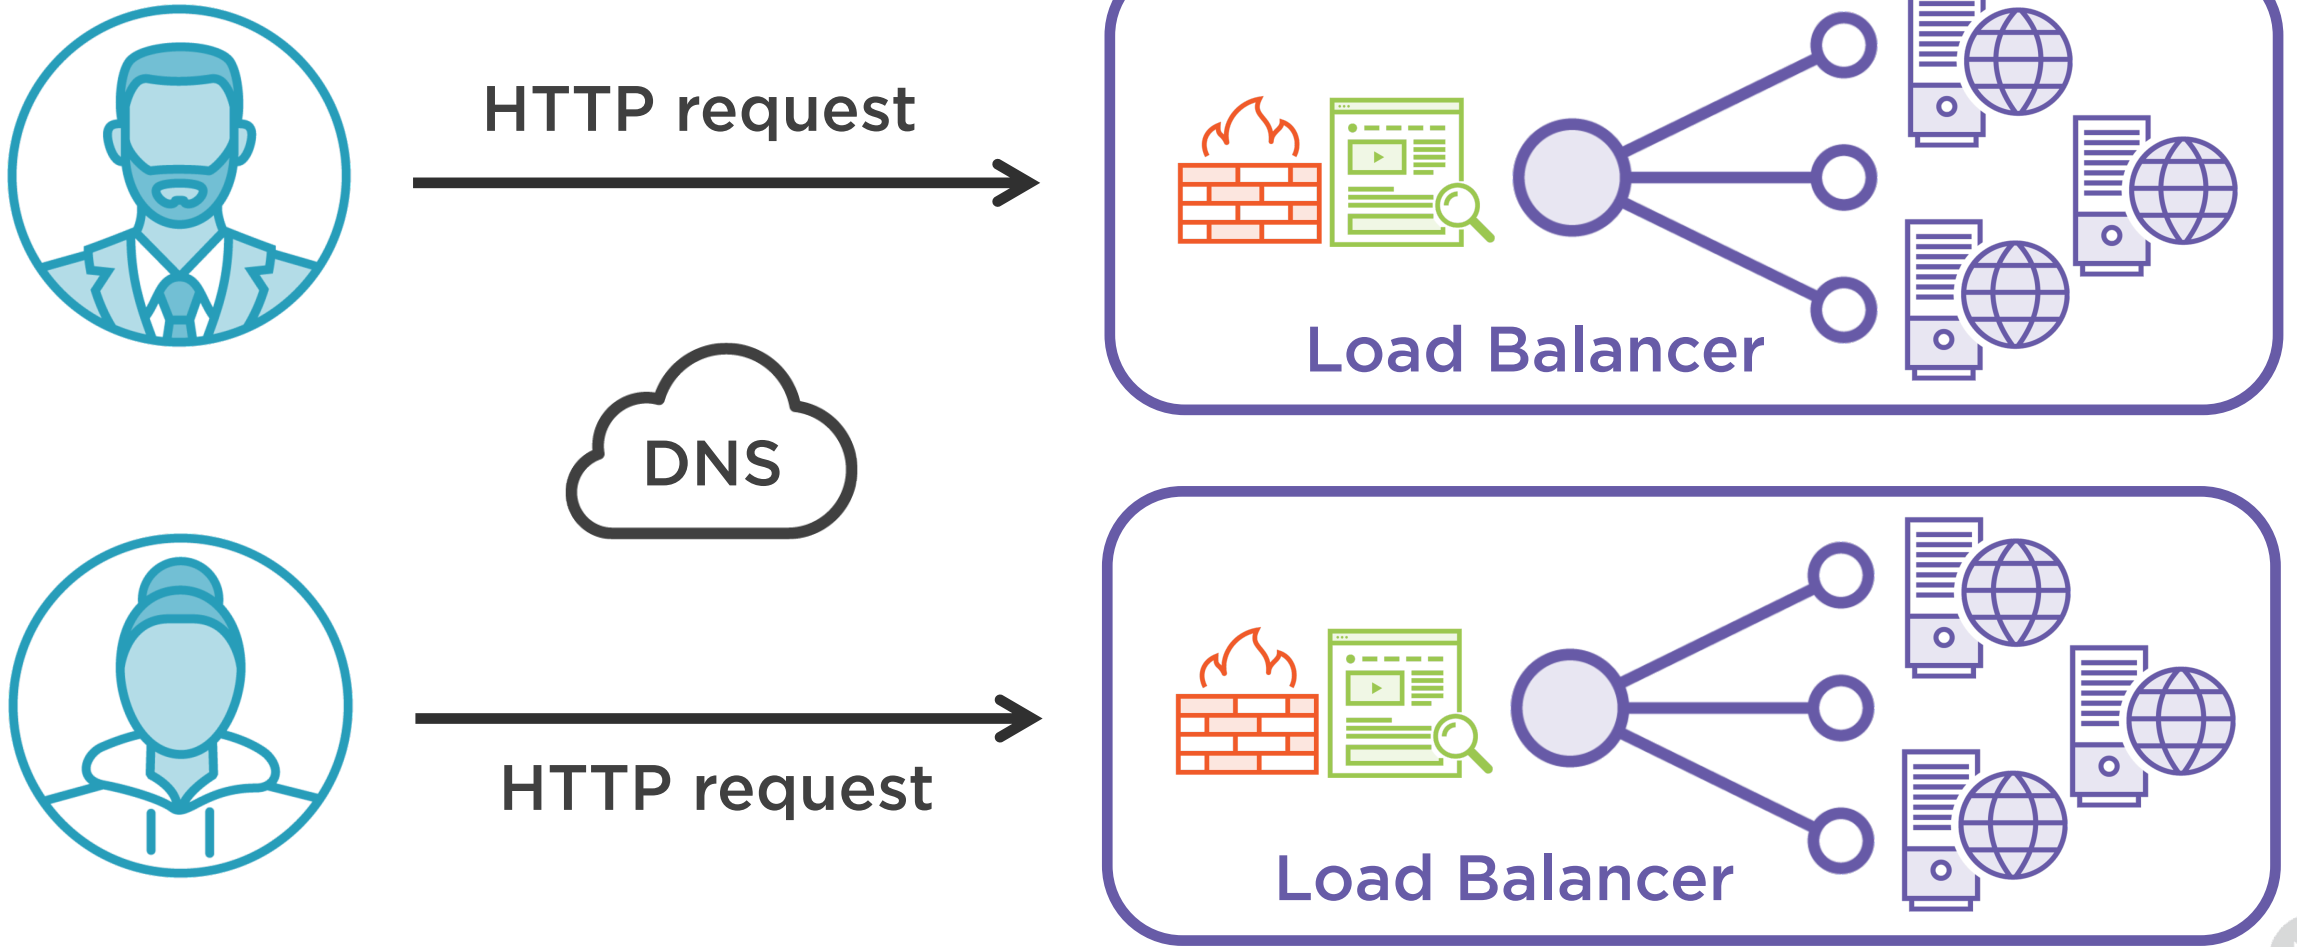 HTTP request
Load Balancer
DNS
HTTP request
Load Balancer